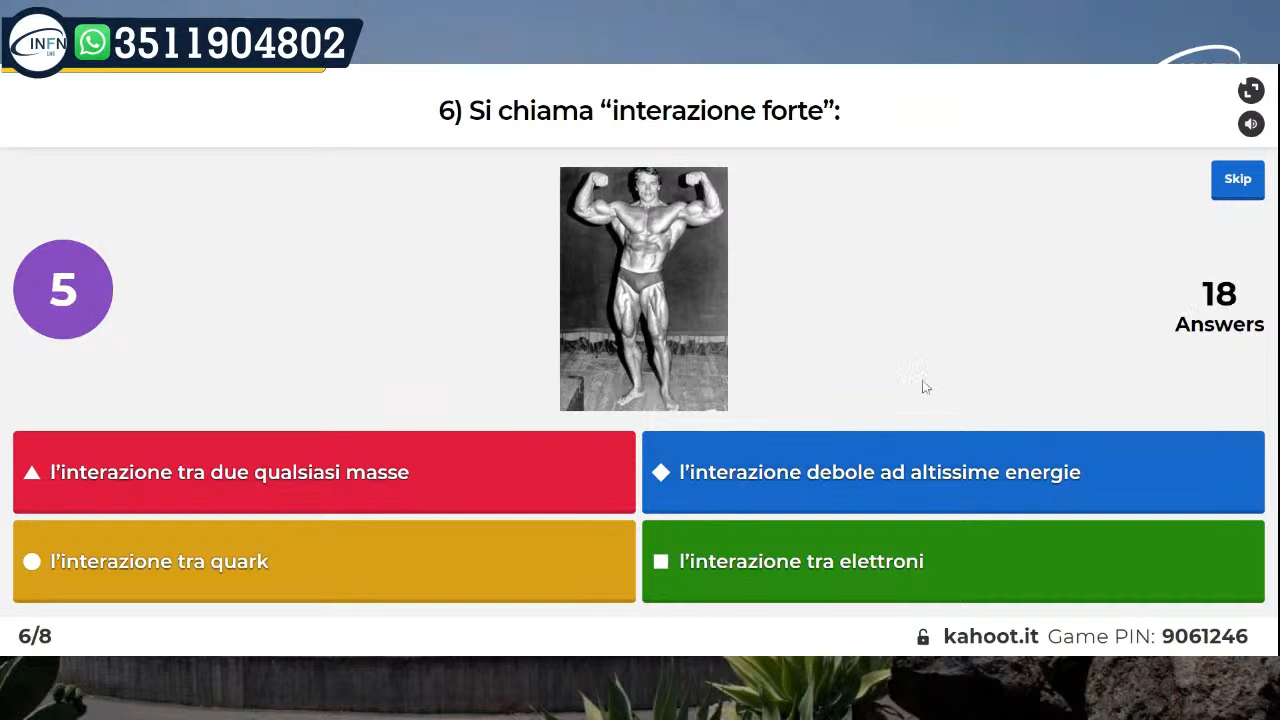 INFN
LNS
3511904802
6) Si chiama “interazione forte”:
Skip
5
18
Answers
l’interazione tra due qualsiasi masse
l’interazione debole ad altissime energie
l’interazione tra quark
l’interazione tra elettroni
6/8
kahoot.it Game PIN: 9061246